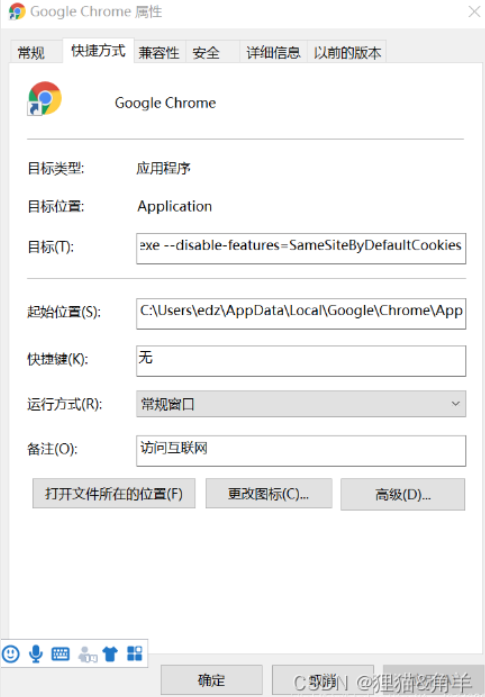 Google Chrome 属性
常规 快捷方式 兼容性 安全 详细信息 以前的版本
Google Chrome
目标类型: 应用程序
目标位置: Application
目标(T): exe --disable-features=SameSiteByDefaultCookies
起始位置(S): C:\Users\edz\AppData\Local\Google\Chrome\App
快捷键(K): 无
运行方式(R): 常规窗口
备注(O): 访问互联网
打开文件所在的位置(F) 更改图标(C)... 高级(D)...
确定 取消
CSDN @狸猫&角羊